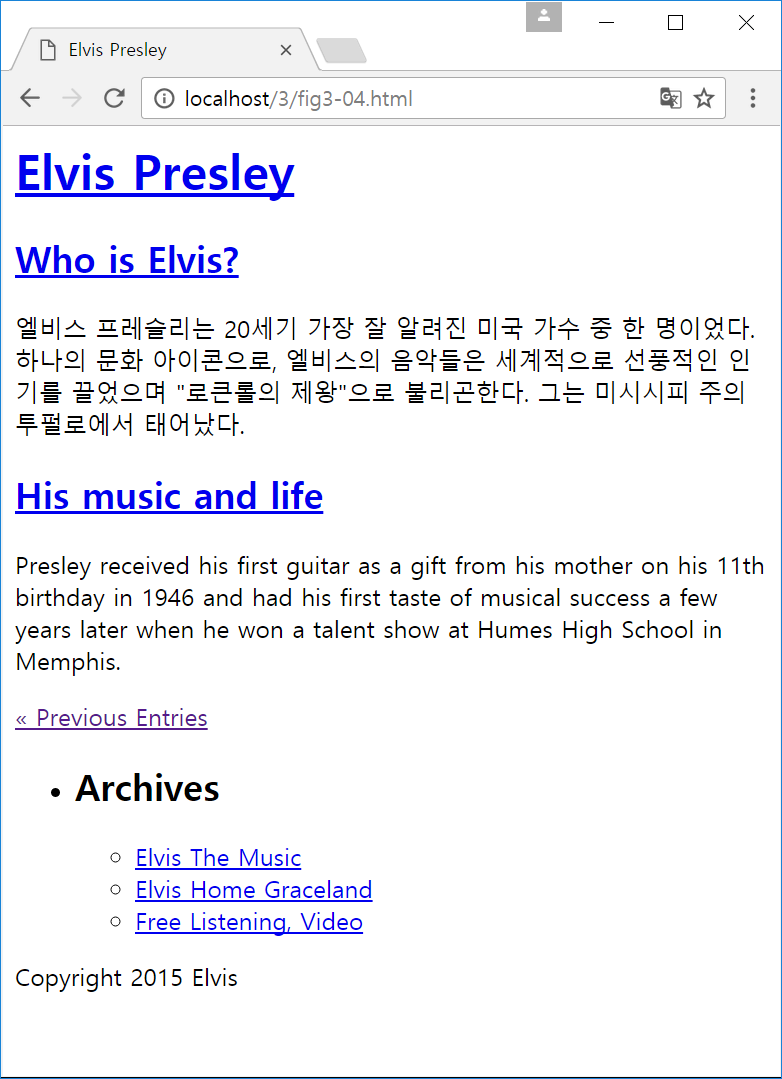 Elvis Presley
localhost/3/fig3-04.html
Elvis Presley
Who is Elvis?
엘비스 프레슬리는 20세기 가장 잘 알려진 미국 가수 중 한 명이었다.
하나의 문화 아이콘으로, 엘비스의 음악들은 세계적으로 선풍적인 인
기를 끌었으며 "로큰롤의 제왕"으로 불리곤한다. 그는 미시시피 주의
투펄로에서 태어났다.
His music and life
Presley received his first guitar as a gift from his mother on his 11th
birthday in 1946 and had his first taste of musical success a few
years later when he won a talent show at Humes High School in
Memphis.
« Previous Entries
• Archives
○ Elvis The Music
○ Elvis Home Graceland
○ Free Listening, Video
Copyright 2015 Elvis